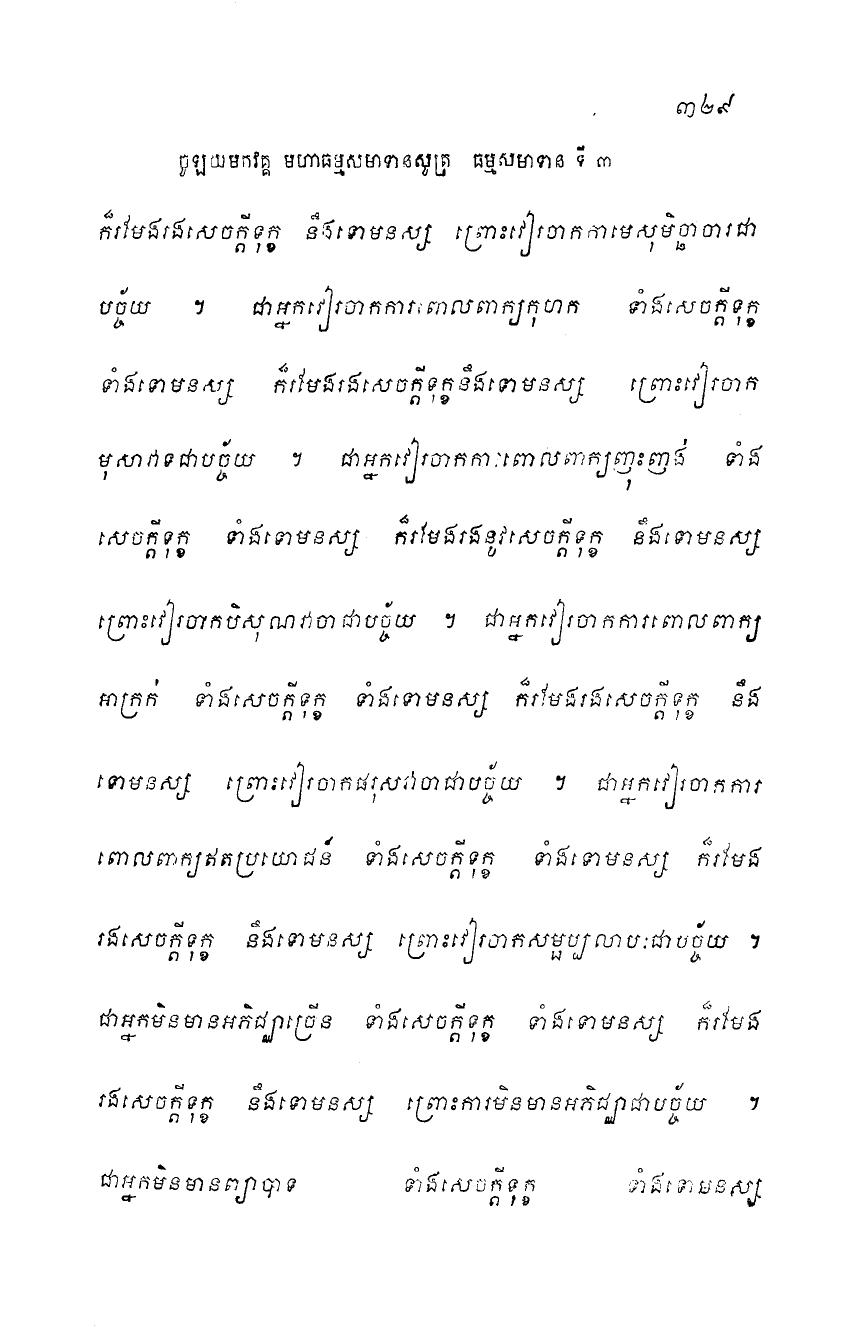 ៣២៩
ចូឡយមកវគ្គ មហាធម្មសមាទានសូត្រ ធម្មសមាទាន ទី ៣
ក៏រមែងរងសេចក្តីទុក្ខ នឹងទោមនស្ស ព្រោះវៀរចាកកាមេសុមិច្ឆាចារជា
បច្ច័យ ។ ជាអ្នកវៀរចាកការពោលពាក្យកុហក ទាំងសេចក្តីទុក្ខ
ទាំងទោមនស្ស ក៏រមែងរងសេចក្តីទុក្ខនឹងទោមនស្ស ព្រោះវៀរចាក
មុសាវាទជាបច្ច័យ ។ ជាអ្នកវៀរចាកការពោលពាក្យញុះញង់ ទាំង
សេចក្តីទុក្ខ ទាំងទោមនស្ស ក៏រមែងរងនូវសេចក្តីទុក្ខ នឹងទោមនស្ស
ព្រោះវៀរចាកបិសុណវាចាជាបច្ច័យ ។ ជាអ្នកវៀរចាកការពោលពាក្យ
អាក្រក់ ទាំងសេចក្តីទុក្ខ ទាំងទោមនស្ស ក៏រមែងរងសេចក្តីទុក្ខ នឹង
ទោមនស្ស ព្រោះវៀរចាកផរុសវាចាជាបច្ច័យ ។ ជាអ្នកវៀរចាកការ
ពោលពាក្យឥតប្រយោជន៍ ទាំងសេចក្តីទុក្ខ ទាំងទោមនស្ស ក៏រមែង
រងសេចក្តីទុក្ខ នឹងទោមនស្ស ព្រោះវៀរចាកសម្ផប្បលាបៈជាបច្ច័យ ។
ជាអ្នកមិនមានអភិជ្ឈាច្រើន ទាំងសេចក្តីទុក្ខ ទាំងទោមនស្ស ក៏រមែង
រងសេចក្តីទុក្ខ នឹងទោមនស្ស ព្រោះការមិនមានអភិជ្ឈាជាបច្ច័យ ។
ជាអ្នកមិនមានព្យាបាទ ទាំងសេចក្តីទុក្ខ ទាំងទោមនស្ស